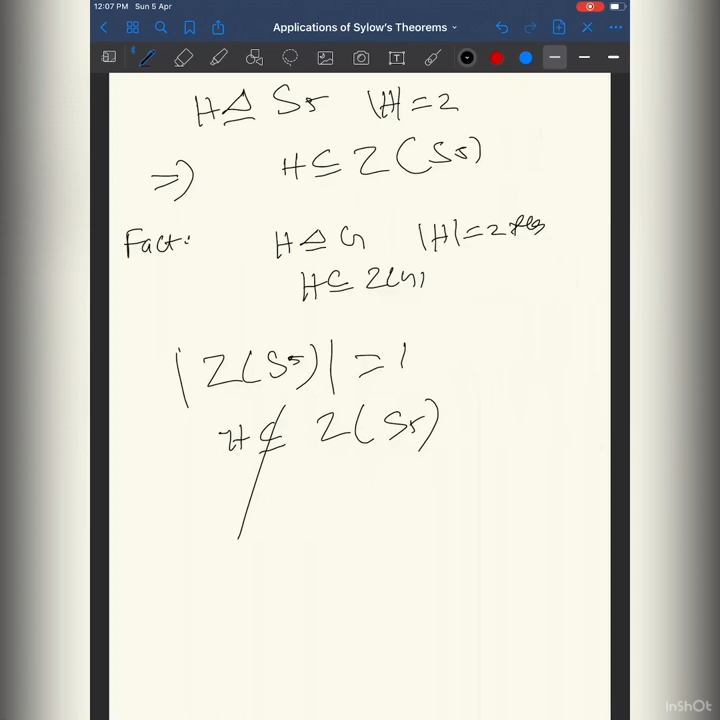 12:07 PM Sun 5 Apr
Applications of Sylow's Theorems
H ⊴ S5 |H| = 2
⇒ H ⊆ Z(S5)
Fact: H ⊴ G |H| = 2
H ⊆ Z(G)
|Z(S5)| = 1
H ⊈ Z(S5)
InShOt